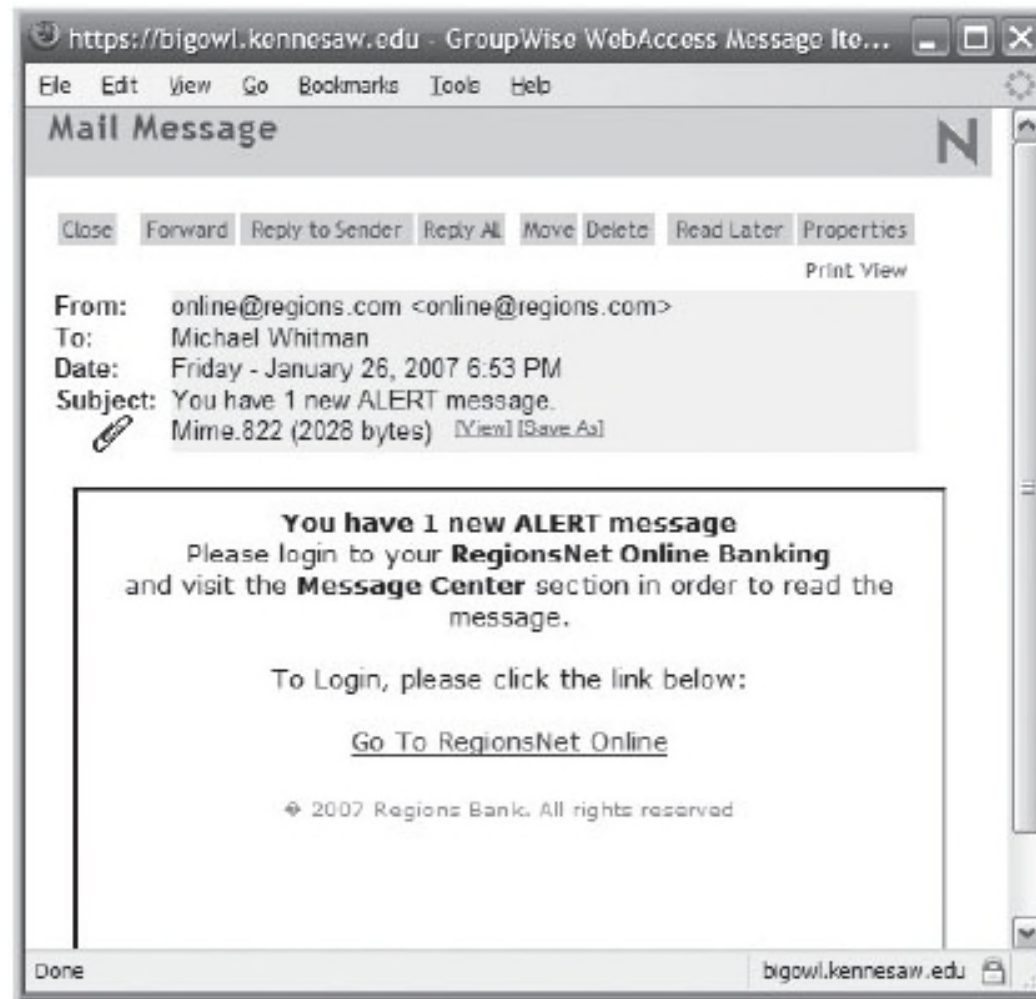 https://bigowl.kennesaw.edu - GroupWise WebAccess Message Ite...
File Edit View Go Bookmarks Tools Help
Mail Message
N
Close Forward Reply to Sender Reply All Move Delete Read Later Properties
Print View
From: online@regions.com <online@regions.com>
To: Michael Whitman
Date: Friday - January 26, 2007 6:53 PM
Subject: You have 1 new ALERT message.
Mime.822 (2028 bytes) [View] [Save As]
You have 1 new ALERT message
Please login to your RegionsNet Online Banking
and visit the Message Center section in order to read the
message.
To Login, please click the link below:
Go To RegionsNet Online
� 2007 Regions Bank. All rights reserved
Done bigowl.kennesaw.edu